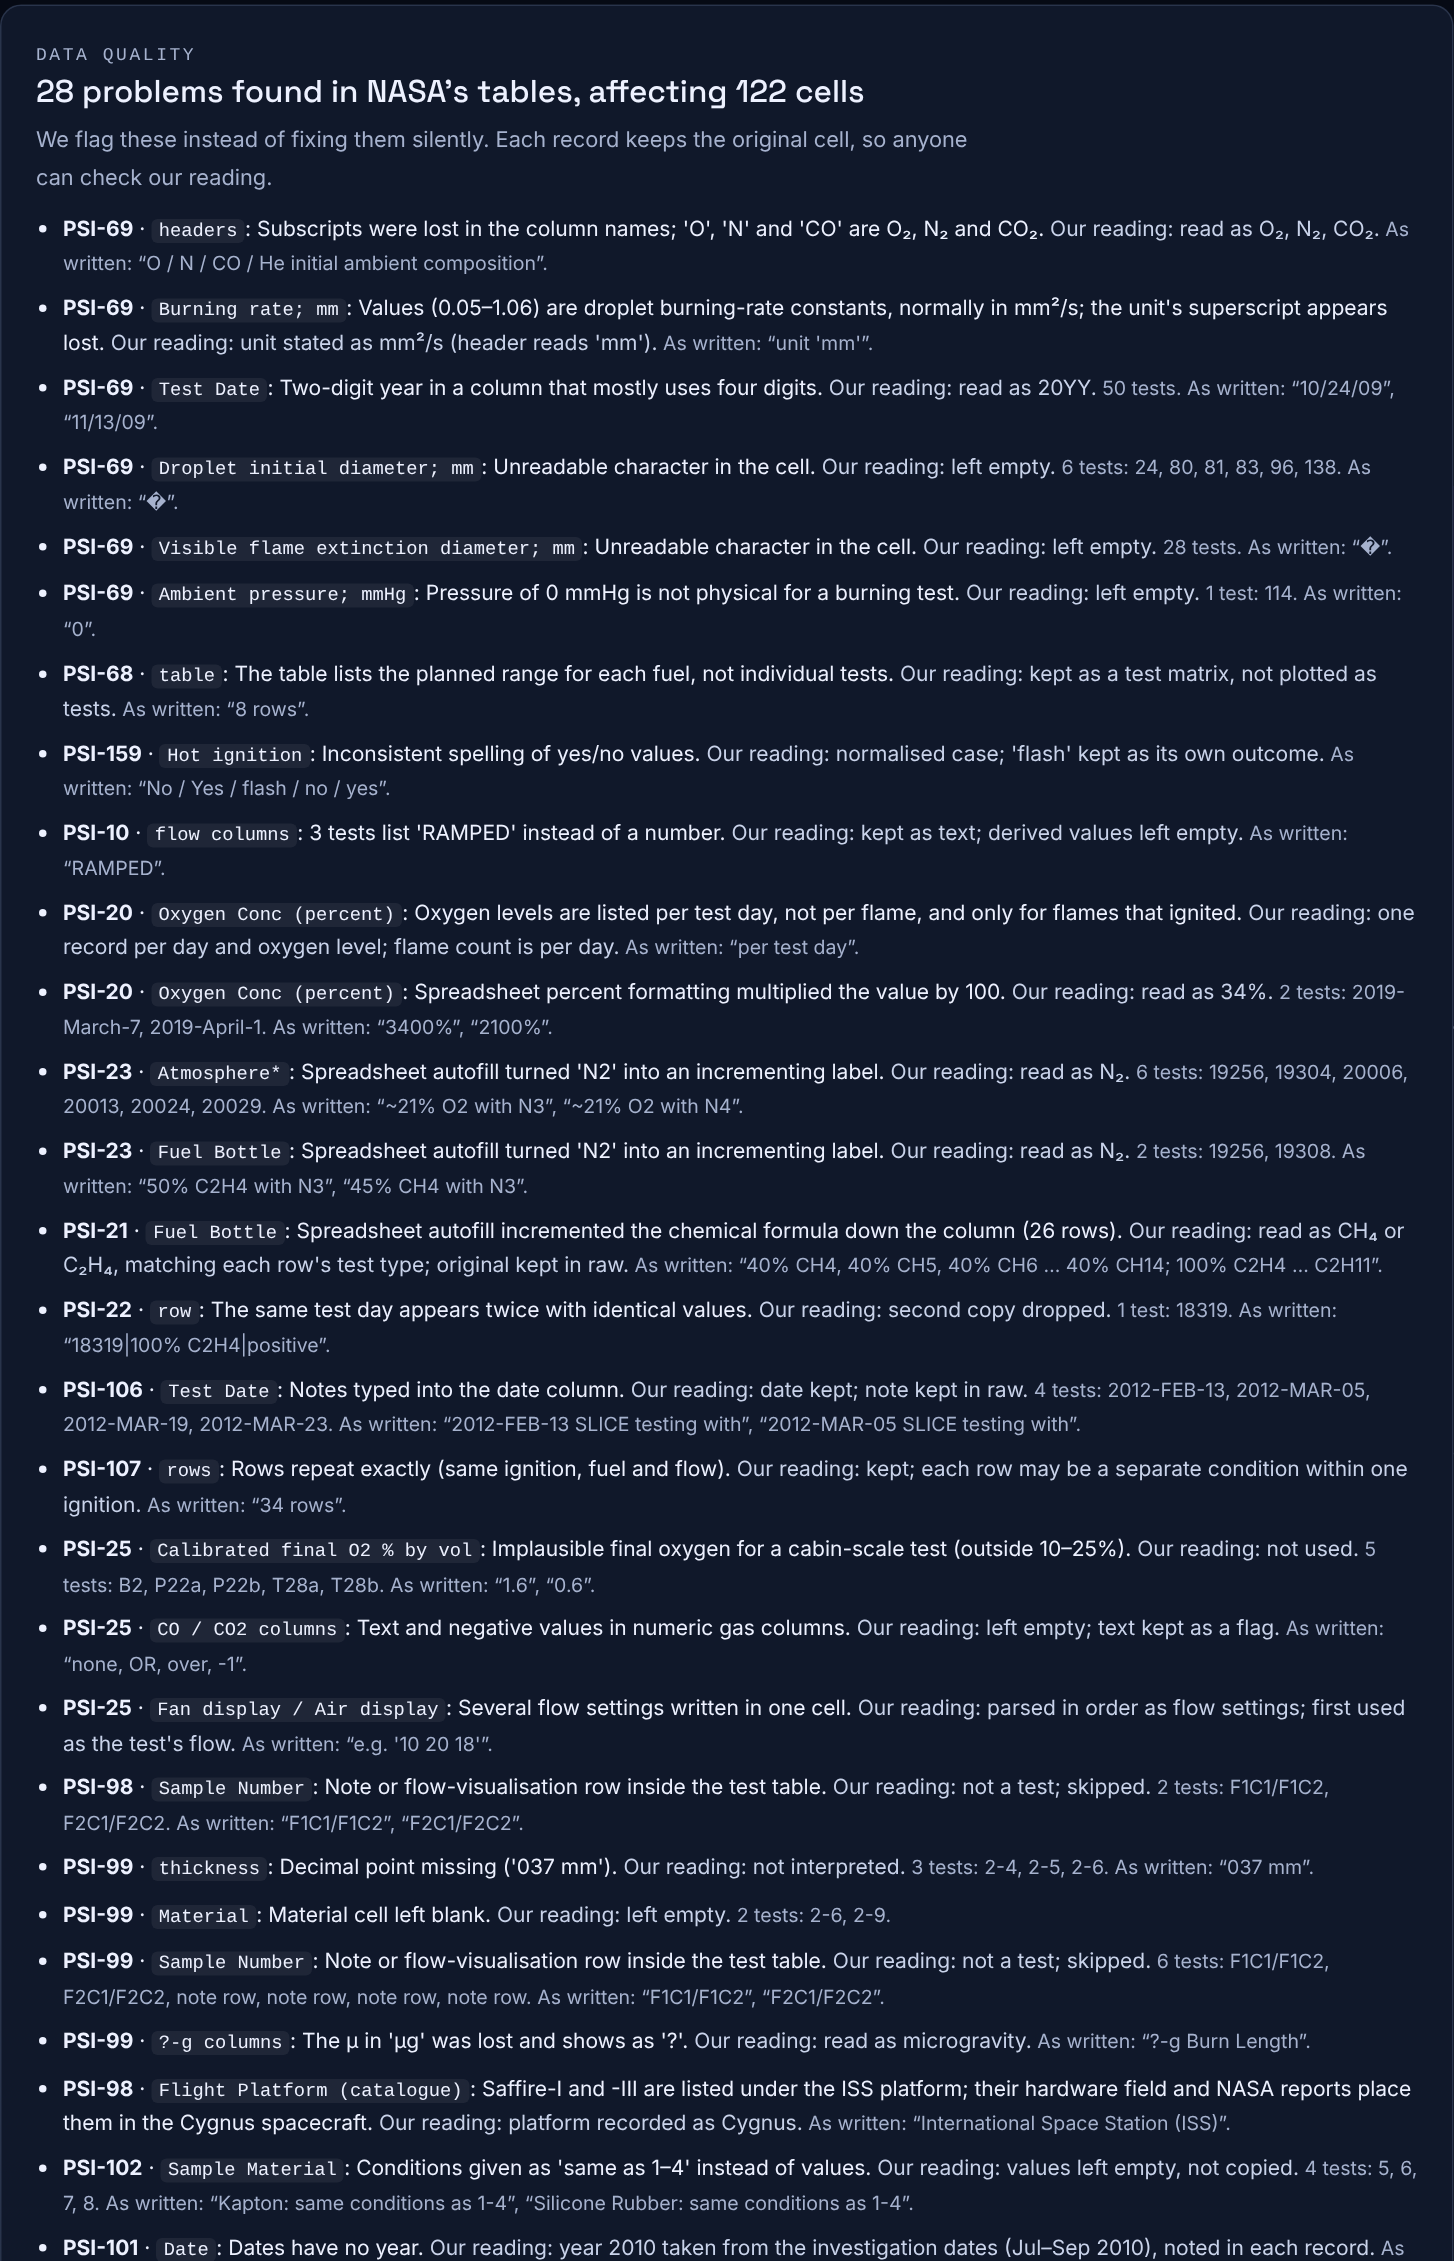 DATA QUALITY
28 problems found in NASA's tables, affecting 122 cells
We flag these instead of fixing them silently. Each record keeps the original cell, so anyone
can check our reading.
• PSI-69 · headers: Subscripts were lost in the column names; 'O', 'N' and 'CO' are O₂, N₂ and CO₂. Our reading: read as O₂, N₂, CO₂. As
written: “O / N / CO / He initial ambient composition”.
• PSI-69 · Burning rate; mm: Values (0.05–1.06) are droplet burning-rate constants, normally in mm²/s; the unit's superscript appears
lost. Our reading: unit stated as mm²/s (header reads 'mm'). As written: “unit 'mm'”.
• PSI-69 · Test Date: Two-digit year in a column that mostly uses four digits. Our reading: read as 20YY. 50 tests. As written: “10/24/09”,
“11/13/09”.
• PSI-69 · Droplet initial diameter; mm: Unreadable character in the cell. Our reading: left empty. 6 tests: 24, 80, 81, 83, 96, 138. As
written: “�”.
• PSI-69 · Visible flame extinction diameter; mm: Unreadable character in the cell. Our reading: left empty. 28 tests. As written: “�”.
• PSI-69 · Ambient pressure; mmHg: Pressure of 0 mmHg is not physical for a burning test. Our reading: left empty. 1 test: 114. As written:
“0”.
• PSI-68 · table: The table lists the planned range for each fuel, not individual tests. Our reading: kept as a test matrix, not plotted as
tests. As written: “8 rows”.
• PSI-159 · Hot ignition: Inconsistent spelling of yes/no values. Our reading: normalised case; 'flash' kept as its own outcome. As
written: “No / Yes / flash / no / yes”.
• PSI-10 · flow columns: 3 tests list 'RAMPED' instead of a number. Our reading: kept as text; derived values left empty. As written:
“RAMPED”.
• PSI-20 · Oxygen Conc (percent): Oxygen levels are listed per test day, not per flame, and only for flames that ignited. Our reading: one
record per day and oxygen level; flame count is per day. As written: “per test day”.
• PSI-20 · Oxygen Conc (percent): Spreadsheet percent formatting multiplied the value by 100. Our reading: read as 34%. 2 tests: 2019-
March-7, 2019-April-1. As written: “3400%”, “2100%”.
• PSI-23 · Atmosphere*: Spreadsheet autofill turned 'N2' into an incrementing label. Our reading: read as N₂. 6 tests: 19256, 19304, 20006,
20013, 20024, 20029. As written: “~21% O2 with N3”, “~21% O2 with N4”.
• PSI-23 · Fuel Bottle: Spreadsheet autofill turned 'N2' into an incrementing label. Our reading: read as N₂. 2 tests: 19256, 19308. As
written: “50% C2H4 with N3”, “45% CH4 with N3”.
• PSI-21 · Fuel Bottle: Spreadsheet autofill incremented the chemical formula down the column (26 rows). Our reading: read as CH₄ or
C₂H₄, matching each row's test type; original kept in raw. As written: “40% CH4, 40% CH5, 40% CH6 … 40% CH14; 100% C2H4 … C2H11”.
• PSI-22 · row: The same test day appears twice with identical values. Our reading: second copy dropped. 1 test: 18319. As written:
“18319|100% C2H4|positive”.
• PSI-106 · Test Date: Notes typed into the date column. Our reading: date kept; note kept in raw. 4 tests: 2012-FEB-13, 2012-MAR-05,
2012-MAR-19, 2012-MAR-23. As written: “2012-FEB-13 SLICE testing with”, “2012-MAR-05 SLICE testing with”.
• PSI-107 · rows: Rows repeat exactly (same ignition, fuel and flow). Our reading: kept; each row may be a separate condition within one
ignition. As written: “34 rows”.
• PSI-25 · Calibrated final O2 % by vol: Implausible final oxygen for a cabin-scale test (outside 10–25%). Our reading: not used. 5
tests: B2, P22a, P22b, T28a, T28b. As written: “1.6”, “0.6”.
• PSI-25 · CO / CO2 columns: Text and negative values in numeric gas columns. Our reading: left empty; text kept as a flag. As written:
“none, OR, over, -1”.
• PSI-25 · Fan display / Air display: Several flow settings written in one cell. Our reading: parsed in order as flow settings; first used
as the test's flow. As written: “e.g. '10 20 18'”.
• PSI-98 · Sample Number: Note or flow-visualisation row inside the test table. Our reading: not a test; skipped. 2 tests: F1C1/F1C2,
F2C1/F2C2. As written: “F1C1/F1C2”, “F2C1/F2C2”.
• PSI-99 · thickness: Decimal point missing ('037 mm'). Our reading: not interpreted. 3 tests: 2-4, 2-5, 2-6. As written: “037 mm”.
• PSI-99 · Material: Material cell left blank. Our reading: left empty. 2 tests: 2-6, 2-9.
• PSI-99 · Sample Number: Note or flow-visualisation row inside the test table. Our reading: not a test; skipped. 6 tests: F1C1/F1C2,
F2C1/F2C2, note row, note row, note row, note row. As written: “F1C1/F1C2”, “F2C1/F2C2”.
• PSI-99 · ?-g columns: The µ in 'µg' was lost and shows as '?'. Our reading: read as microgravity. As written: “?-g Burn Length”.
• PSI-98 · Flight Platform (catalogue): Saffire-I and -III are listed under the ISS platform; their hardware field and NASA reports place
them in the Cygnus spacecraft. Our reading: platform recorded as Cygnus. As written: “International Space Station (ISS)”.
• PSI-102 · Sample Material: Conditions given as 'same as 1–4' instead of values. Our reading: values left empty, not copied. 4 tests: 5, 6,
7, 8. As written: “Kapton: same conditions as 1-4”, “Silicone Rubber: same conditions as 1-4”.
• PSI-101 · Date: Dates have no year. Our reading: year 2010 taken from the investigation dates (Jul–Sep 2010), noted in each record. As